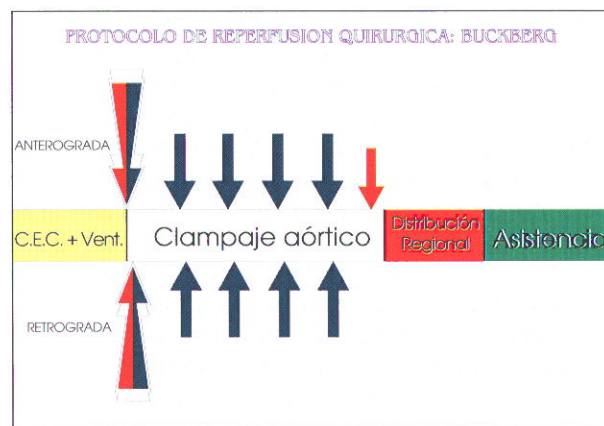 PROTOCOLO DE REPERFUSION QUIRURGICA: BUCKBERG
ANTEROGRADA
C.E.C. + Vent.
Clampaje aórtico
Distribución
Regional
Asistencia
RETROGRADA